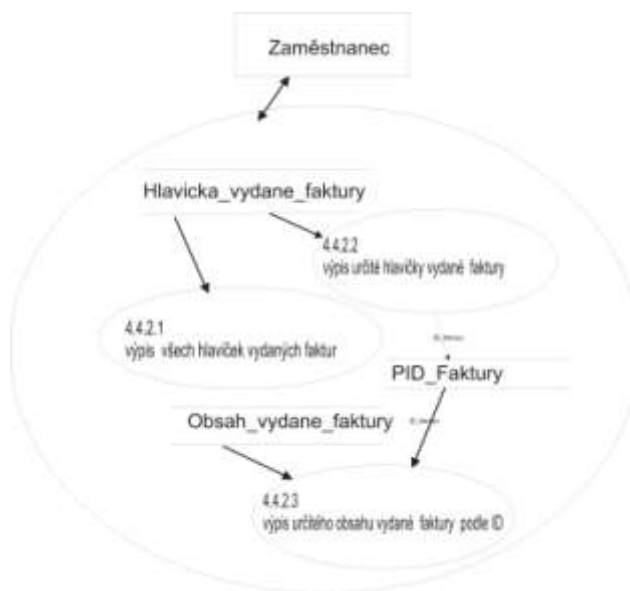 Zaměstnanec
Hlavicka_vydane_faktury
4.4.2.2
výpis určité hlavičky vydané faktury
4.4.2.1
výpis všech hlaviček vydaných faktur
PID_Faktury
Obsah_vydane_faktury
4.4.2.3
výpis určitého obsahu vydané faktury podle ID